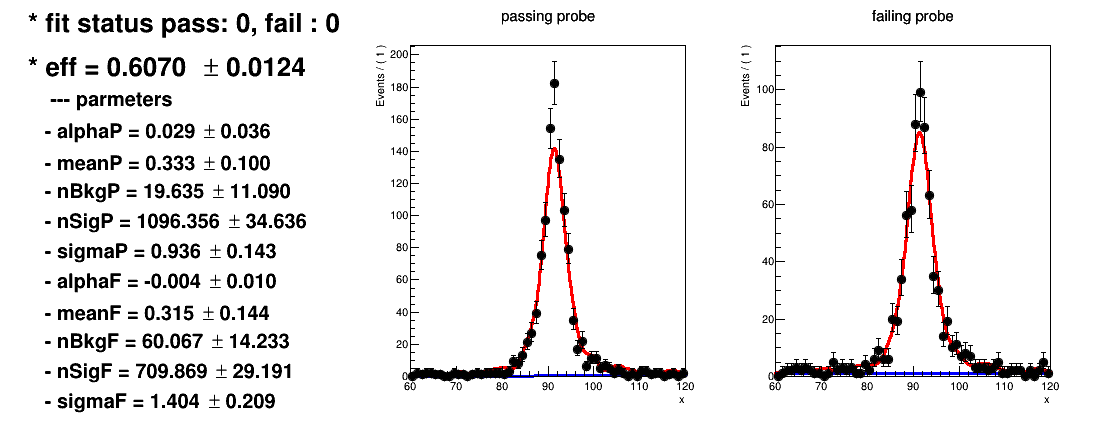 * fit status pass: 0, fail : 0
* eff = 0.6070 ± 0.0124
--- parmeters
- alphaP = 0.029 ± 0.036
- meanP = 0.333 ± 0.100
- nBkgP = 19.635 ± 11.090
- nSigP = 1096.356 ± 34.636
- sigmaP = 0.936 ± 0.143
- alphaF = -0.004 ± 0.010
- meanF = 0.315 ± 0.144
- nBkgF = 60.067 ± 14.233
- nSigF = 709.869 ± 29.191
- sigmaF = 1.404 ± 0.209
passing probe
Events / ( 1 )
200
180
160
140
120
100
80
60
40
20
0
60 70 80 90 100 110 120
x
failing probe
Events / ( 1 )
100
80
60
40
20
0
60 70 80 90 100 110 120
x